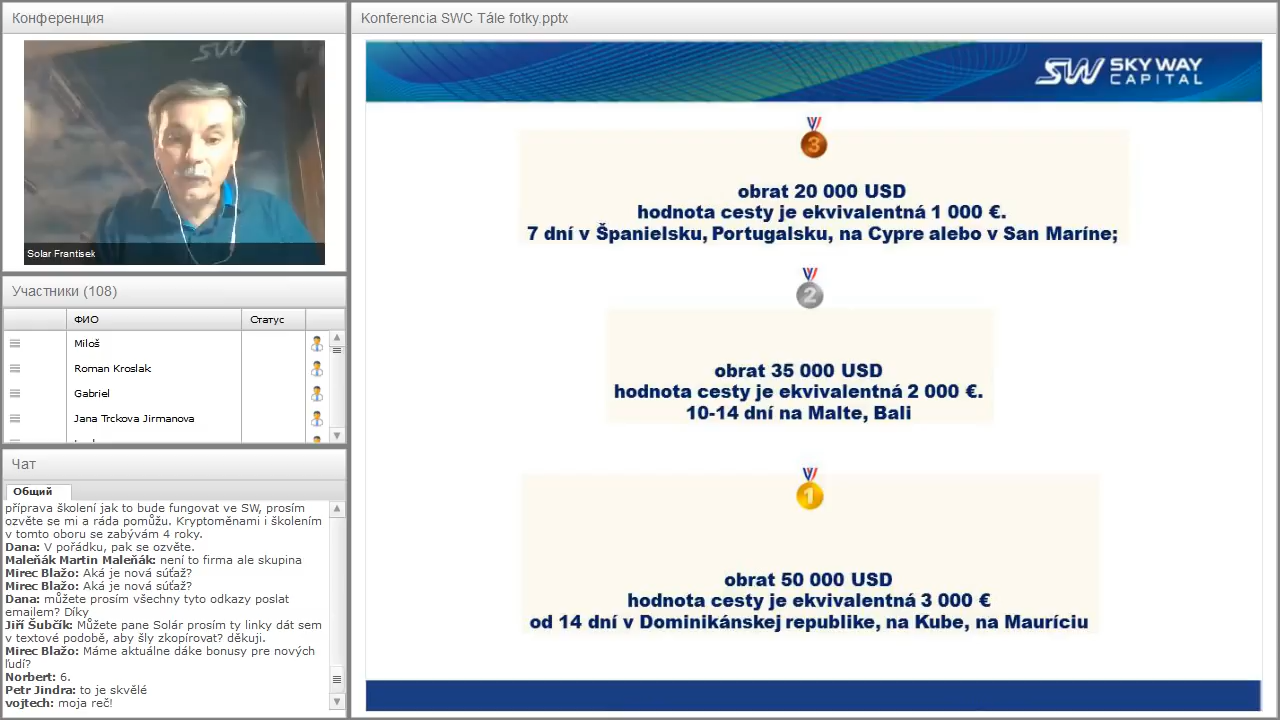 Конференция
SW
Solar Frantisek
Участники (108)
ФИО
Статус
Miloš
Roman Kročiak
Gabriel
Jana Trckova Jirmanova
Чат
Общий
příprava školení, jak to bude fungovat ve SW, prosím
ozvěte se mi a rád pomůžu. Kryptoměnami i školením
v tomto oboru se zabývám 4 roky.
Dana: V pořádku, pak se ozvěte.
Maleňák Martin Maleňák: není to firma ale skupina
Mirec Blažo: Aká je nová súťaž?
Mirec Blažo: Aká je nová súťaž?
Dana: můžete prosím všechny tyto odkazy poslat
emailem? Díky
Jiří Šubčík: Můžete pane Solár prosím ty linky dát sem
v textové podobě, aby šly zkopírovat? děkuji.
Mirec Blažo: Máme aktuálne dáke bonusy pre nových
ľudí?
Norbert: 6.
Petr Jindra: to je skvělé
vojtech: moja reč!
Konferencia SWC Tále fotky.pptx
SW SKY WAY
CAPITAL
3
obrat 20 000 USD
hodnota cesty je ekvivalentná 1 000 €.
7 dní v Španielsku, Portugalsku, na Cypre alebo v San Maríne;
2
obrat 35 000 USD
hodnota cesty je ekvivalentná 2 000 €.
10-14 dní na Malte, Bali
1
obrat 50 000 USD
hodnota cesty je ekvivalentná 3 000 €
od 14 dní v Dominikánskej republike, na Kube, na Mauríciu